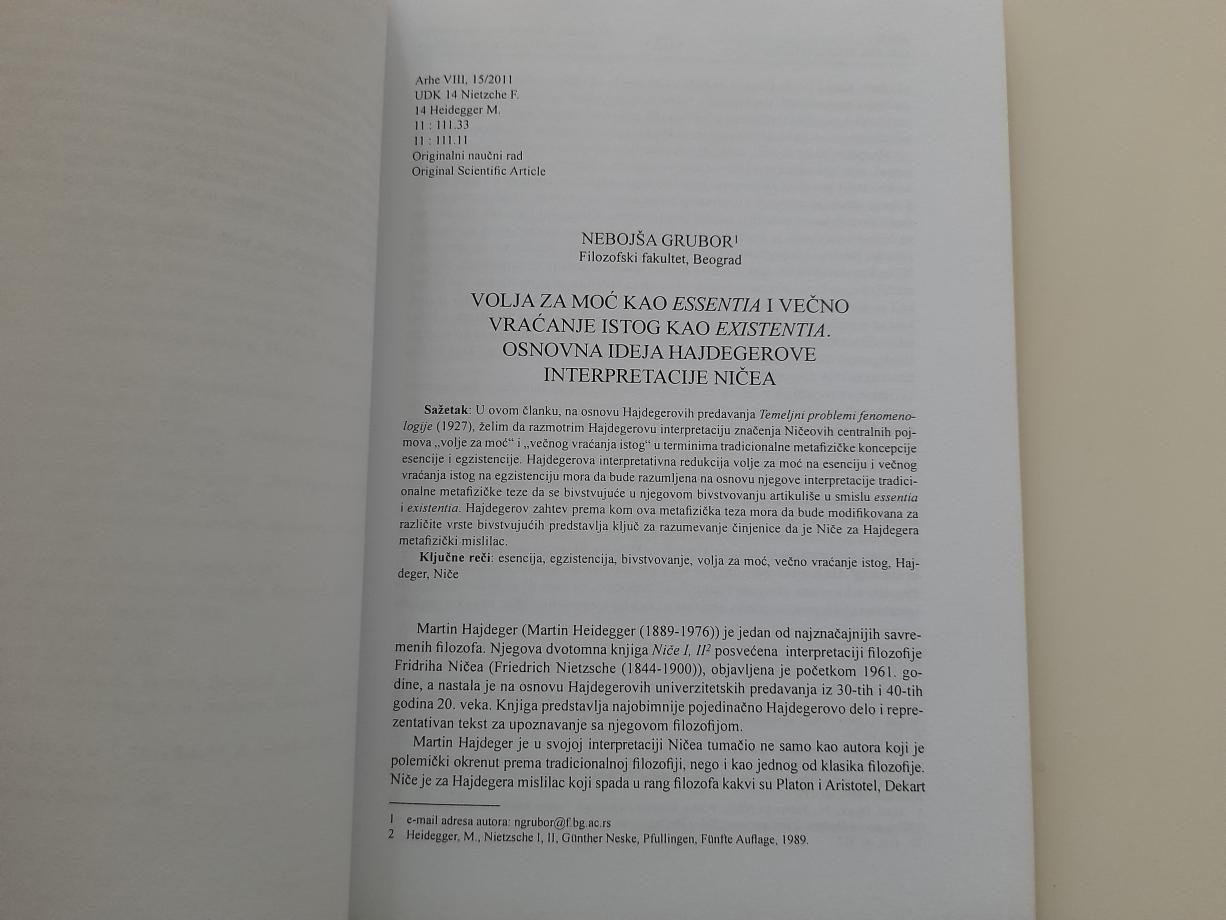 Arhe VIII, 15/2011
UDK 14 Nietzche F.
14 Heidegger M.
11 : 111.33
11 : 111.11
Originalni naučni rad
Original Scientific Article
NEBOJŠA GRUBOR¹
Filozofski fakultet, Beograd
VOLJA ZA MOĆ KAO ESSENTIA I VEČNO
VRAĆANJE ISTOG KAO EXISTENTIA.
OSNOVNA IDEJA HAJDEGEROVE
INTERPRETACIJE NIČEA
Sažetak: U ovom članku, na osnovu Hajdegerovih predavanja Temeljni problemi fenomeno-
logije (1927), želim da razmotrim Hajdegerovu interpretaciju značenja Ničeovih centralnih poj-
mova „volje za moć“ i „večnog vraćanja istog“ u terminima tradicionalne metafizičke koncepcije
esencije i egzistencije. Hajdegerova interpretativna redukcija volje za moć na esenciju i večnog
vraćanja istog na egzistenciju mora da bude razumljena na osnovu njegove interpretacije tradici-
onalne metafizičke teze da se bivstvujuće u njegovom bivstvovanju artikuliše u smislu essentia
i existentia. Hajdegerov zahtev prema kom ova metafizička teza mora da bude modifikovana za
različite vrste bivstvujućih predstavlja ključ za razumevanje činjenice da je Niče za Hajdegera
metafizički mislilac.
Ključne reči: esencija, egzistencija, bivstvovanje, volja za moć, večno vraćanje istog, Haj-
deger, Niče
Martin Hajdeger (Martin Heidegger (1889-1976)) je jedan od najznačajnijih savre-
menih filozofa. Njegova dvotomna knjiga Niče I, II² posvećena interpretaciji filozofije
Fridriha Ničea (Friedrich Nietzsche (1844-1900)), objavljena je početkom 1961. go-
dine, a nastala je na osnovu Hajdegerovih univerzitetskih predavanja iz 30-tih i 40-tih
godina 20. veka. Knjiga predstavlja najobimnije pojedinačno Hajdegerovo delo i repre-
zentativan tekst za upoznavanje sa njegovom filozofijom.
Martin Hajdeger je u svojoj interpretaciji Ničea tumačio ne samo kao autora koji je
polemički okrenut prema tradicionalnoj filozofiji, nego i kao jednog od klasika filozofije.
Niče je za Hajdegera mislilac koji spada u rang filozofa kakvi su Platon i Aristotel, Dekart
1 e-mail adresa autora: ngrubor@f.bg.ac.rs
2 Heidegger, M., Nietzsche I, II, Günther Neske, Pfullingen, Fünfte Auflage, 1989.